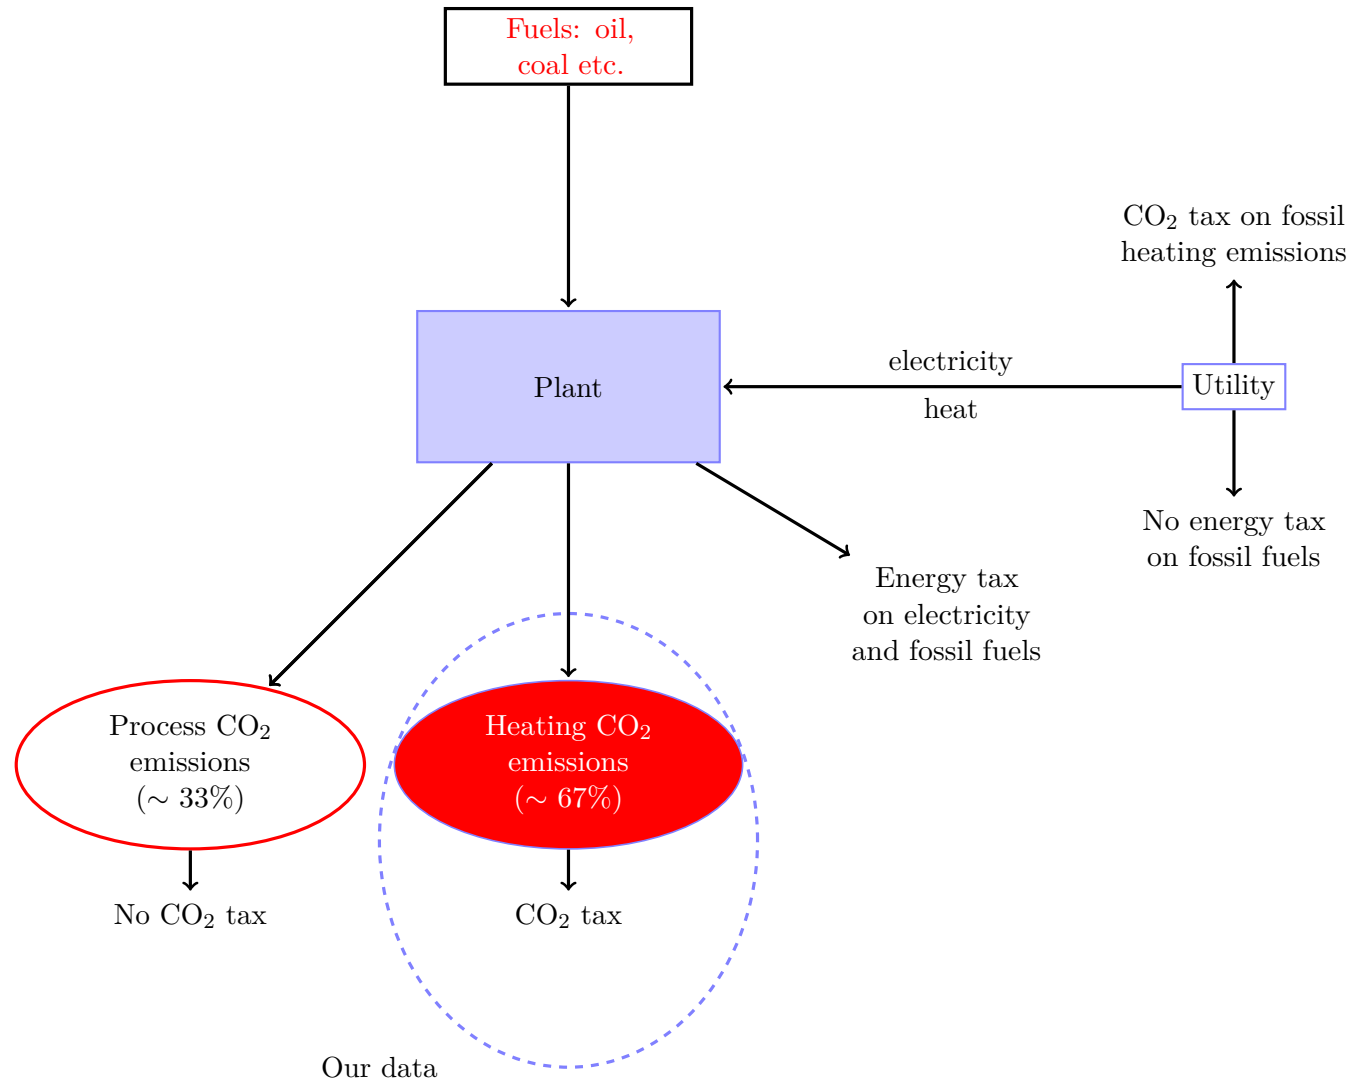 Fuels: oil,
coal etc.
CO₂ tax on fossil
heating emissions
electricity
Plant
Utility
heat
No energy tax
on fossil fuels
Energy tax
on electricity
and fossil fuels
Process CO₂
emissions
(∼ 33%)
Heating CO₂
emissions
(∼ 67%)
No CO₂ tax
CO₂ tax
Our data